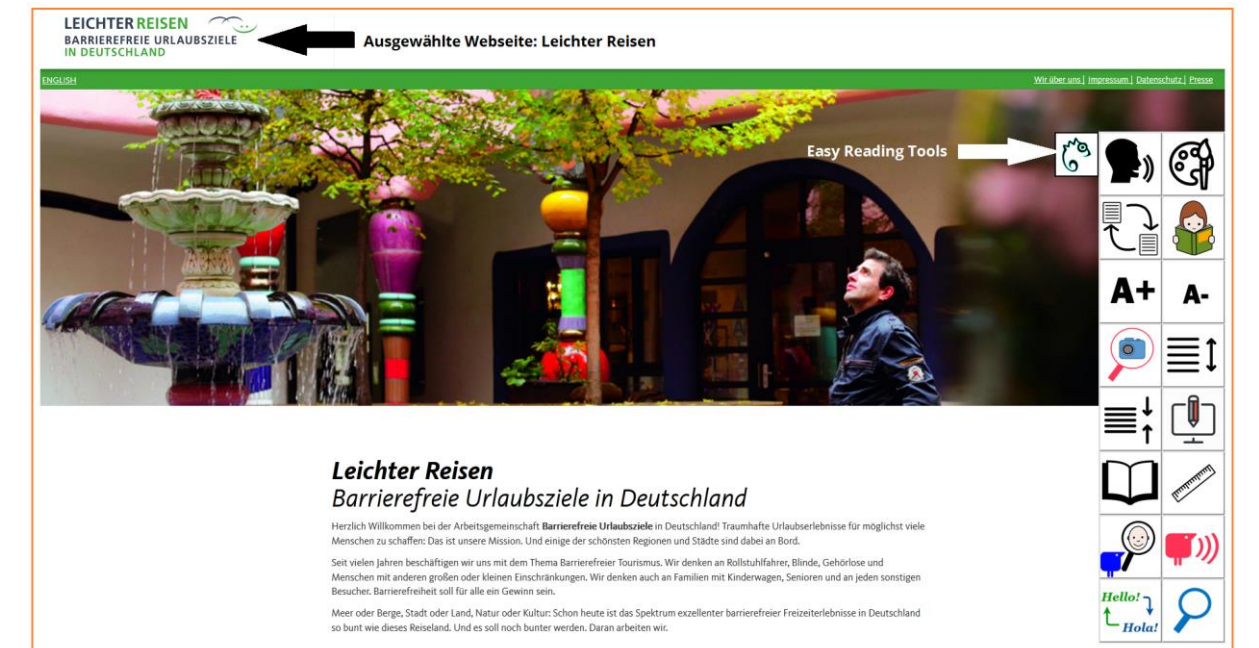 LEICHTER REISEN
BARRIEREFREIE URLAUBSZIELE
IN DEUTSCHLAND
Ausgewählte Webseite: Leichter Reisen
ENGLISH
Wir über uns | Impressum | Datenschutz | Presse
Easy Reading Tools
A+
A-
Leichter Reisen
Barrierefreie Urlaubsziele in Deutschland
Herzlich Willkommen bei der Arbeitsgemeinschaft Barrierefreie Urlaubsziele in Deutschland! Traumhafte Urlaubserlebnisse für möglichst viele
Menschen zu schaffen: Das ist unsere Mission. Und einige der schönsten Regionen und Städte sind dabei an Bord.
Seit vielen Jahren beschäftigen wir uns mit dem Thema Barrierefreier Tourismus. Wir denken an Rollstuhlfahrer, Blinde, Gehörlose und
Menschen mit anderen großen oder kleinen Einschränkungen. Wir denken auch an Familien mit Kinderwagen, Senioren und an jeden sonstigen
Besucher. Barrierefreiheit soll für alle ein Gewinn sein.
Meer oder Berge, Stadt oder Land, Natur oder Kultur: Schon heute ist das Spektrum exzellenter barrierefreier Freizeiterlebnisse in Deutschland
so bunt wie dieses Reiseland. Und es soll noch bunter werden. Daran arbeiten wir.
Hello!
Hola!